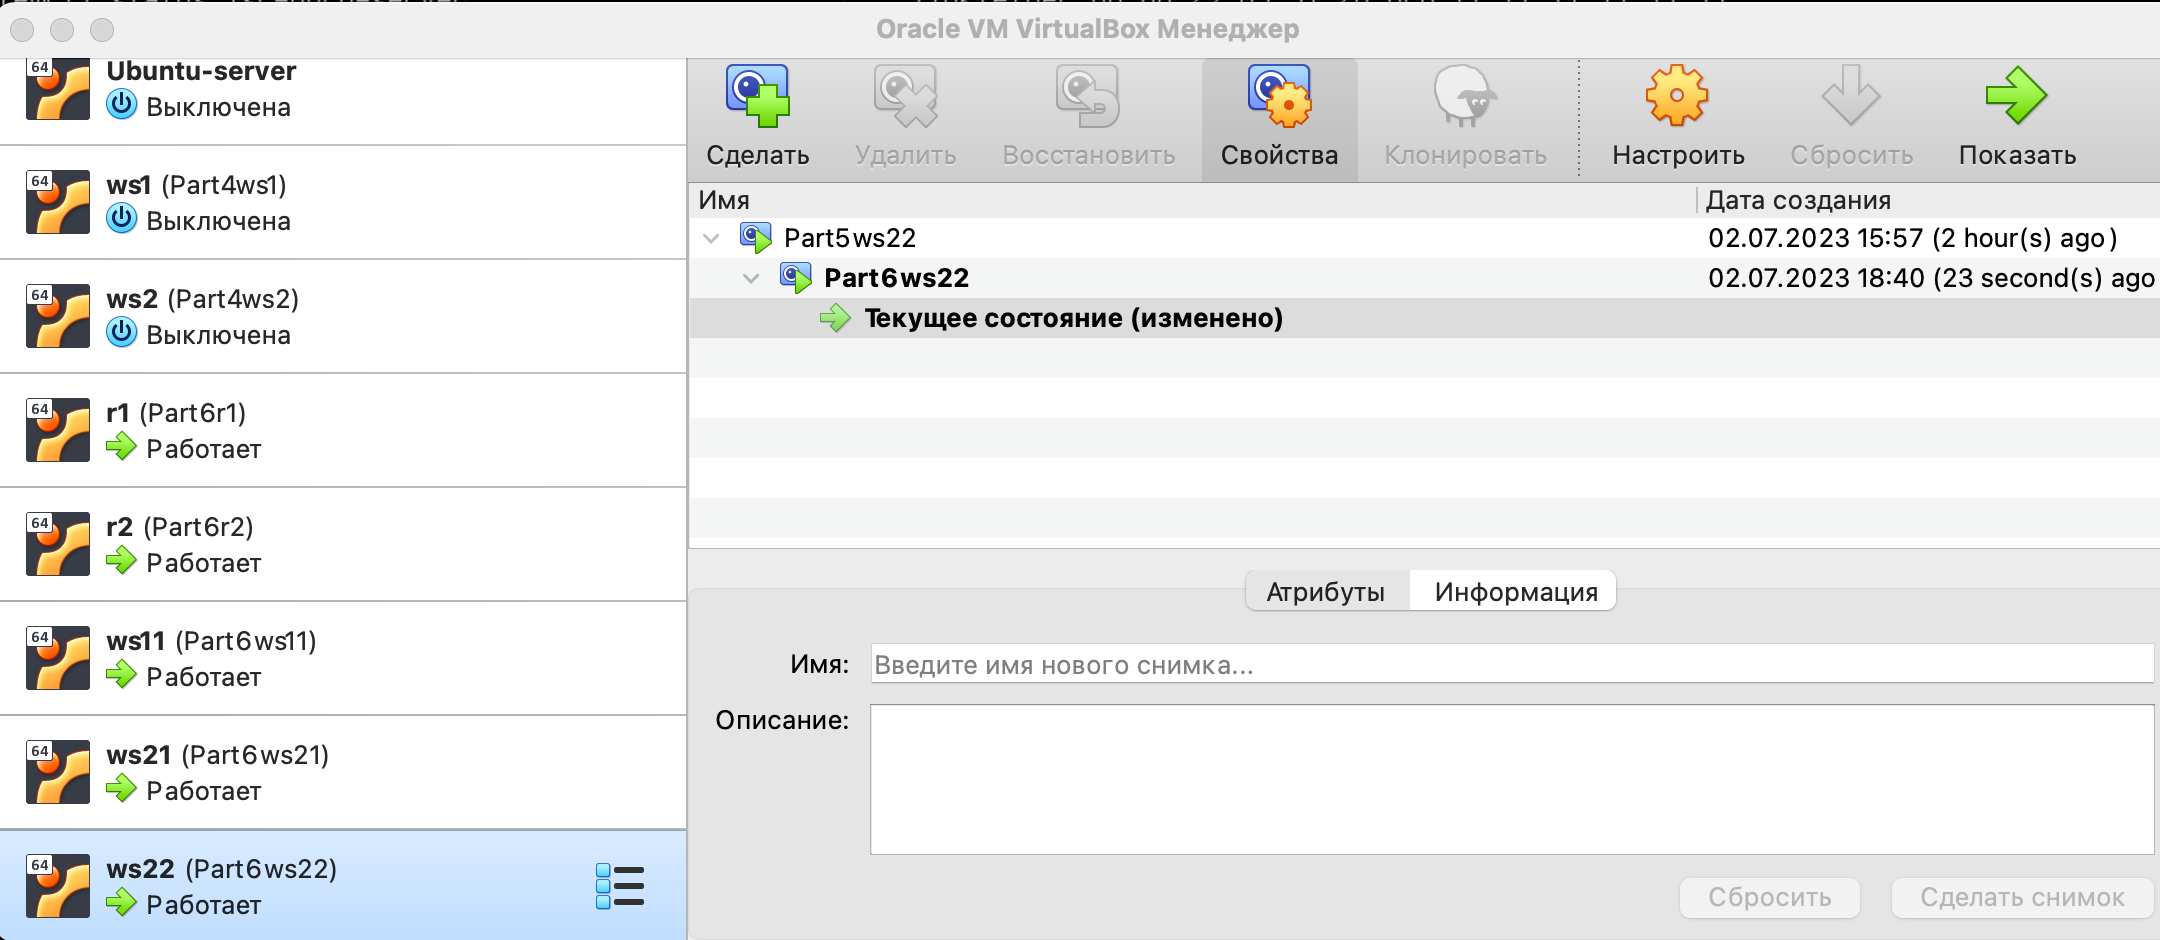 Oracle VM VirtualBox Менеджер
64
Ubuntu-server
Выключена
64
ws1 (Part4ws1)
Выключена
64
ws2 (Part4ws2)
Выключена
64
r1 (Part6r1)
Работает
64
r2 (Part6r2)
Работает
64
ws11 (Part6ws11)
Работает
64
ws21 (Part6ws21)
Работает
64
ws22 (Part6ws22)
Работает
Сделать Удалить Восстановить Свойства Клонировать Настроить Сбросить Показать
Имя Дата создания
Part5ws22 02.07.2023 15:57 (2 hour(s) ago)
Part6ws22 02.07.2023 18:40 (23 second(s) ago
Текущее состояние (изменено)
Атрибуты Информация
Имя: Введите имя нового снимка...
Описание:
Сбросить Сделать снимок